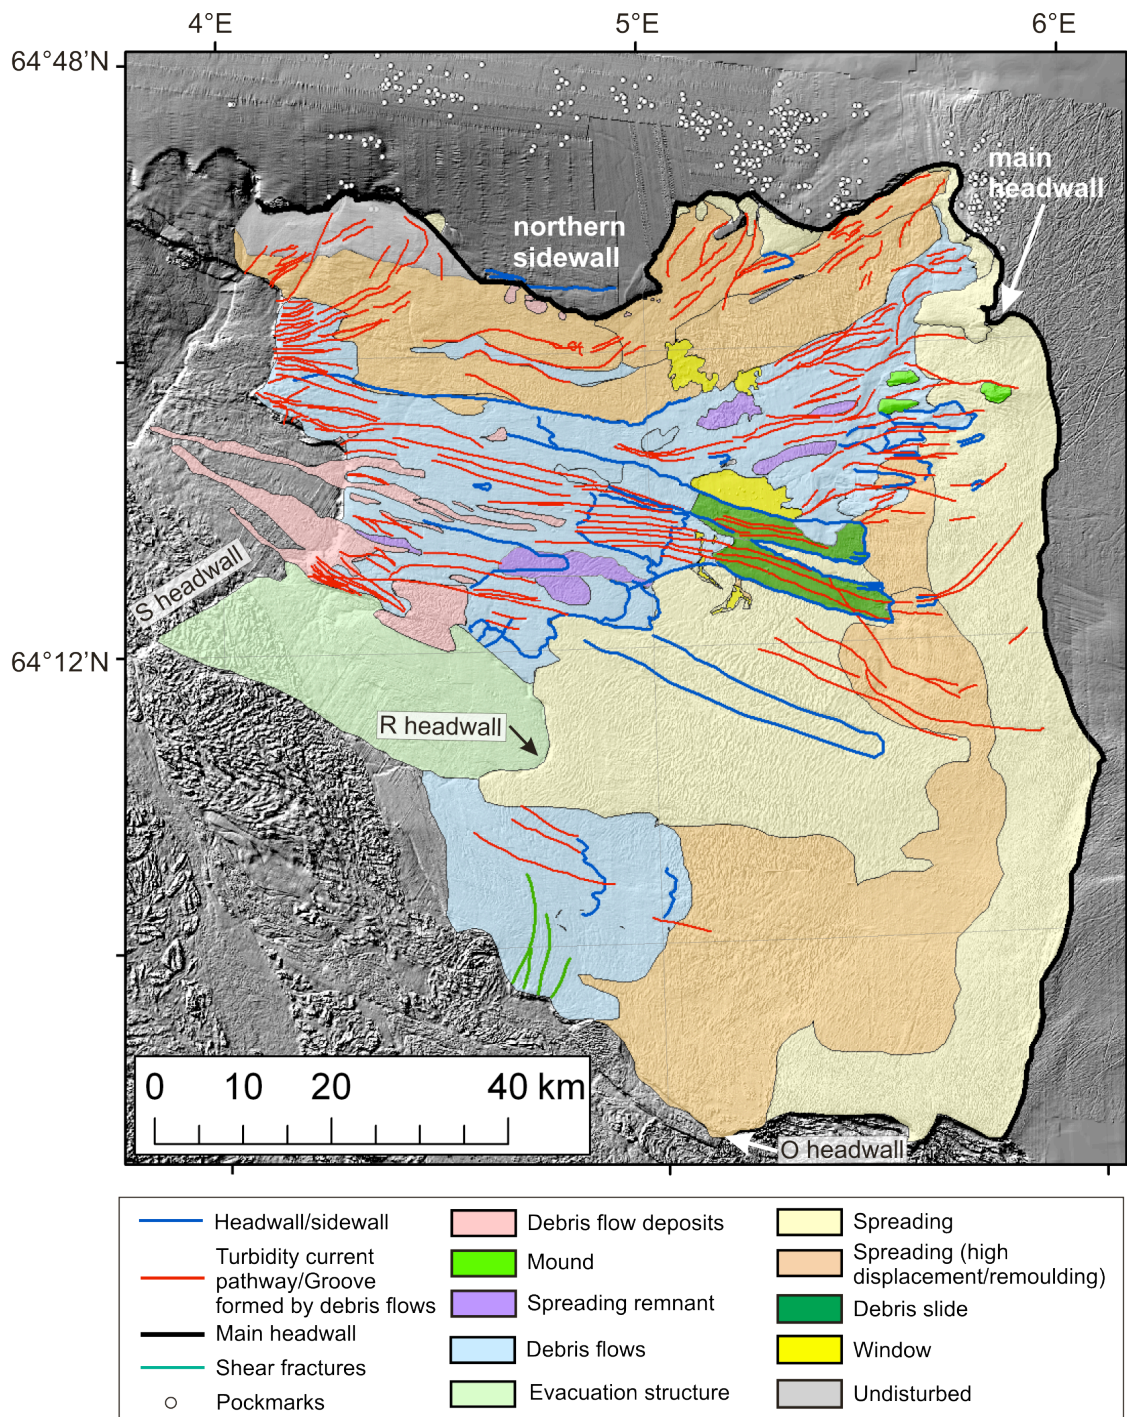 4°E 5°E 6°E
64°48’N
main
headwall
northern
sidewall
S headwall
64°12’N
R headwall
0 10 20 40 km
O headwall
Headwall/sidewall
Turbidity current
pathway/Groove
formed by debris flows
Main headwall
Shear fractures
Pockmarks
Debris flow deposits
Mound
Spreading remnant
Debris flows
Evacuation structure
Spreading
Spreading (high
displacement/remoulding)
Debris slide
Window
Undisturbed